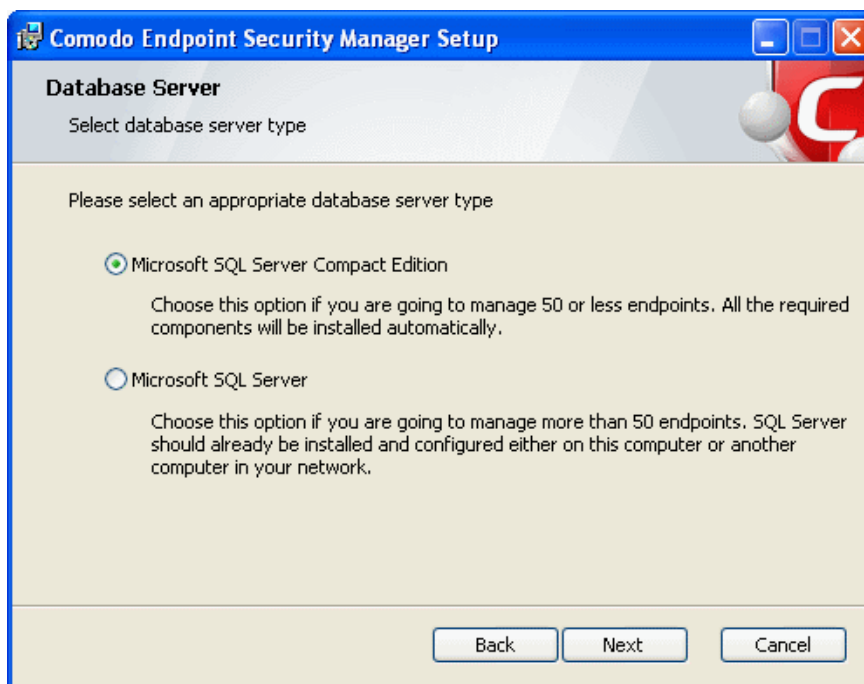 Comodo Endpoint Security Manager Setup
Database Server
Select database server type
Please select an appropriate database server type
Microsoft SQL Server Compact Edition
Choose this option if you are going to manage 50 or less endpoints. All the required
components will be installed automatically.
Microsoft SQL Server
Choose this option if you are going to manage more than 50 endpoints. SQL Server
should already be installed and configured either on this computer or another
computer in your network.
Back Next Cancel